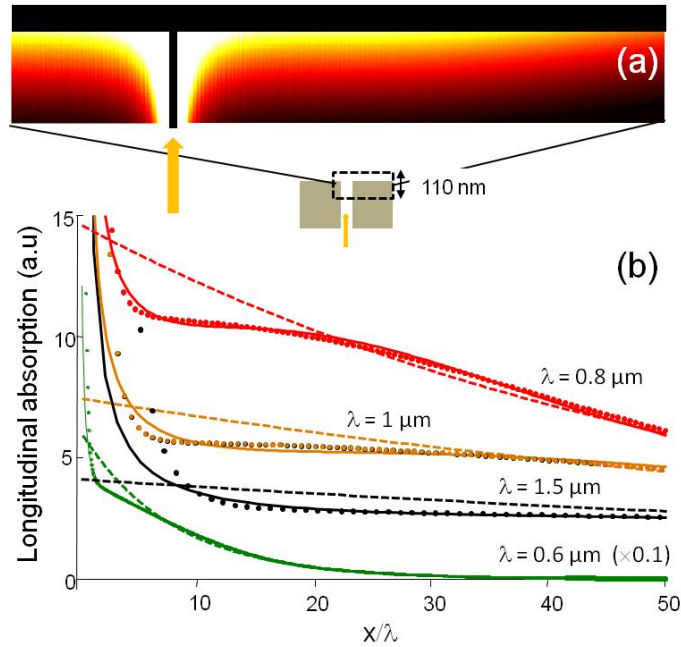 (a)
110 nm
(b)
Longitudinal absorption (a.u)
15
10
5
0
λ = 0.8 μm
λ = 1 μm
λ = 1.5 μm
λ = 0.6 μm (×0.1)
10 20 30 40 50
x/λ